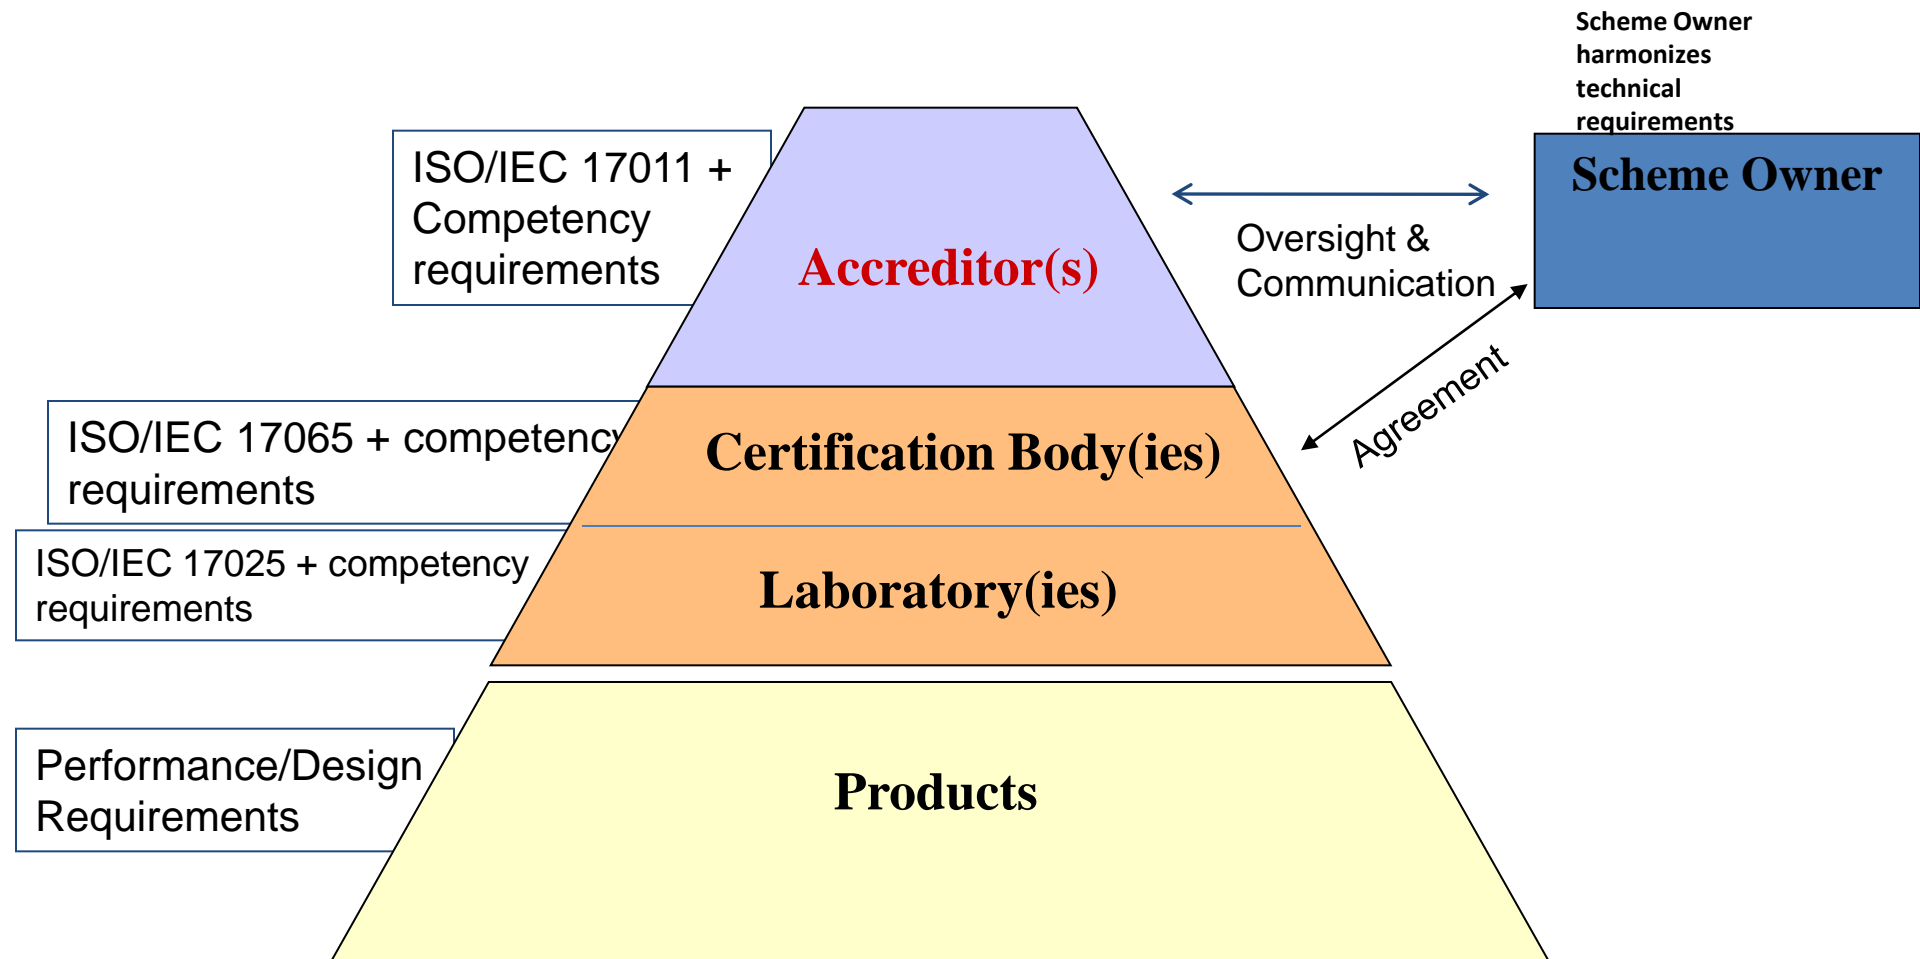 Scheme Owner
harmonizes
technical
requirements
Scheme Owner
ISO/IEC 17011 +
Competency
requirements
Accreditor(s)
Oversight &
Communication
Agreement
ISO/IEC 17065 + competency
requirements
Certification Body(ies)
ISO/IEC 17025 + competency
requirements
Laboratory(ies)
Performance/Design
Requirements
Products